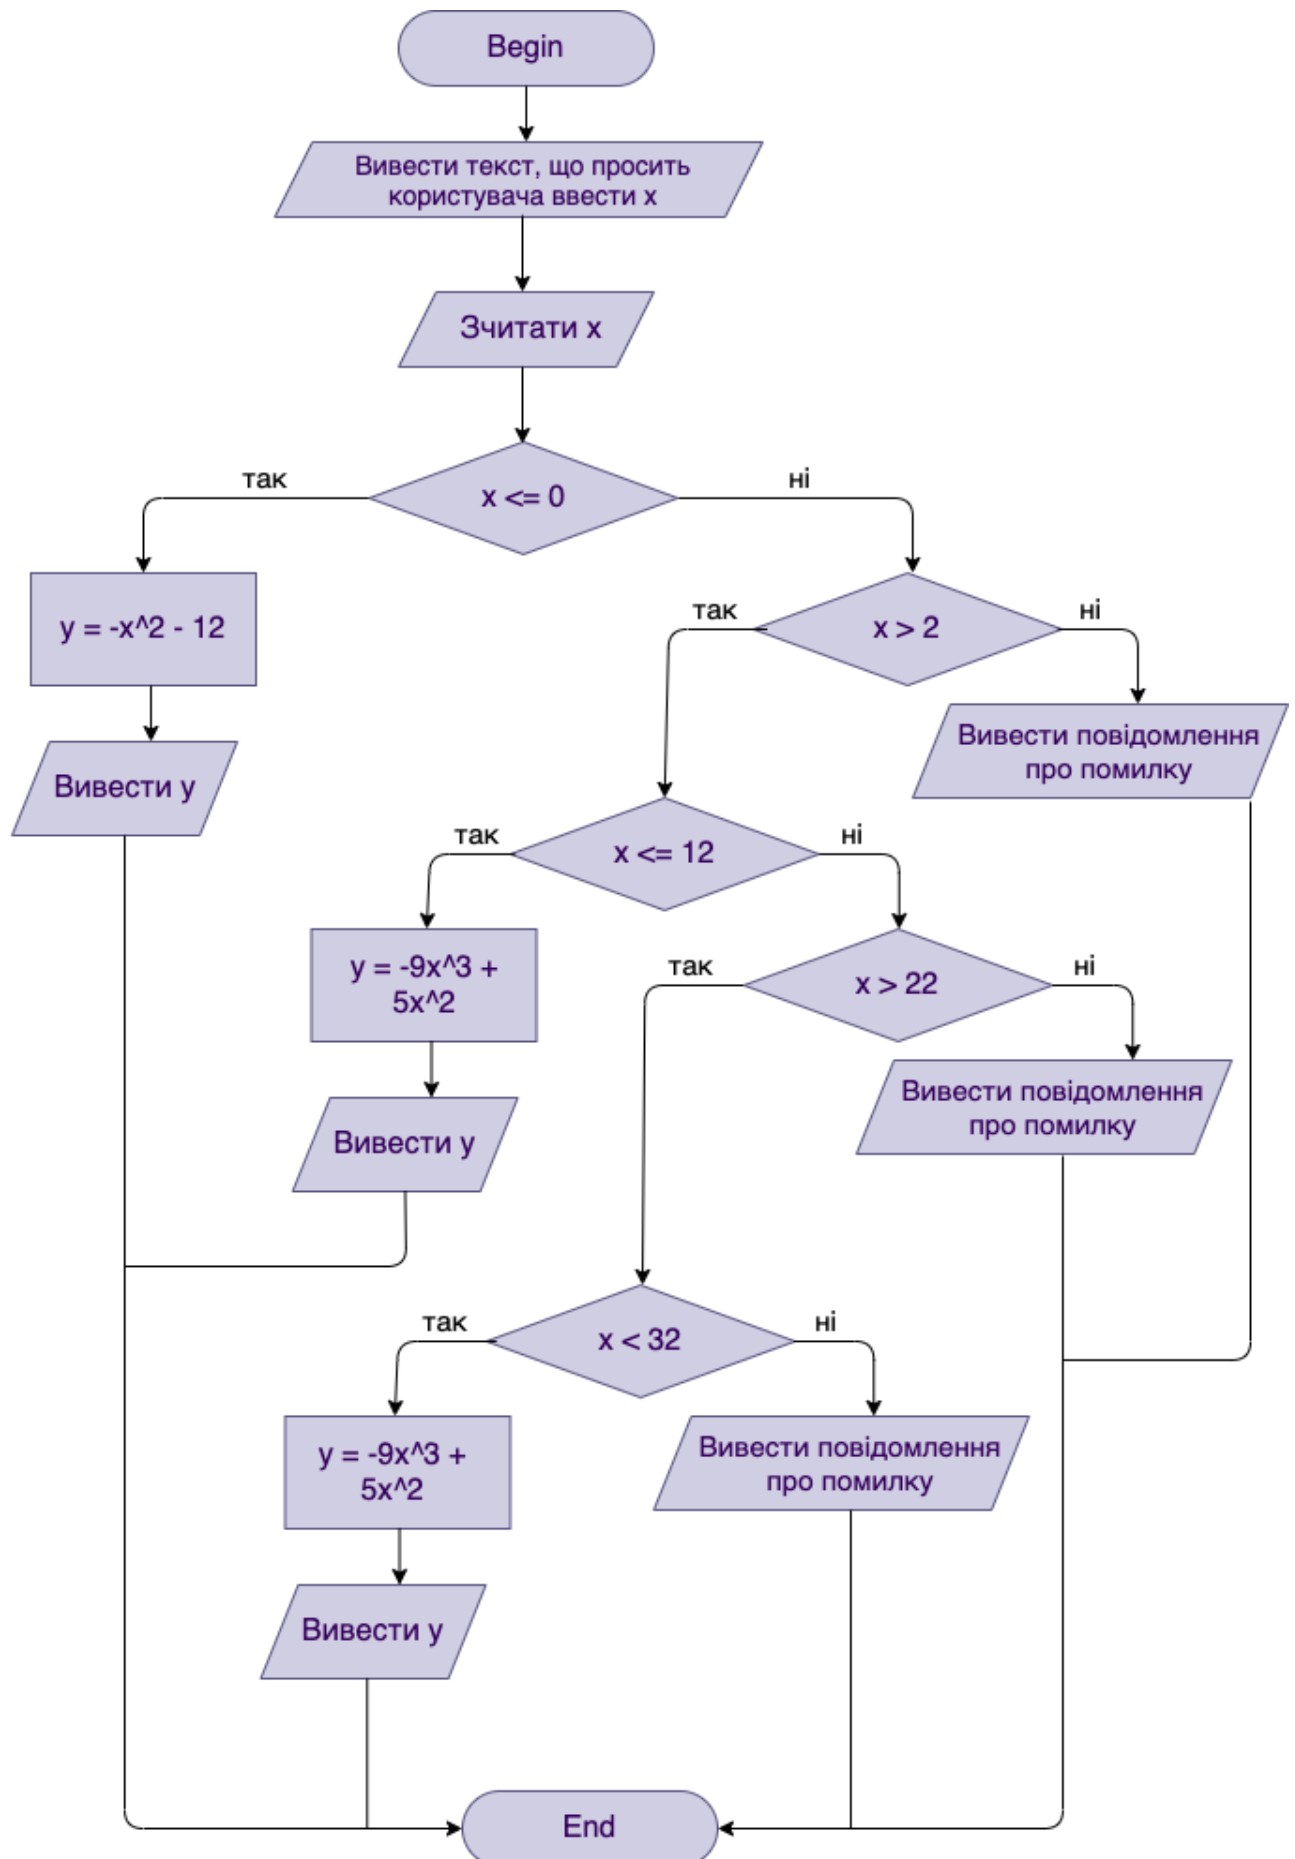 Begin
Вивести текст, що просить
користувача ввести х
Зчитати х
x <= 0
так
ні
y = -x^2 - 12
Вивести y
x > 2
так
ні
Вивести повідомлення
про помилку
x <= 12
так
ні
y = -9x^3 +
5x^2
Вивести y
x > 22
так
ні
Вивести повідомлення
про помилку
x < 32
так
ні
y = -9x^3 +
5x^2
Вивести y
Вивести повідомлення
про помилку
End